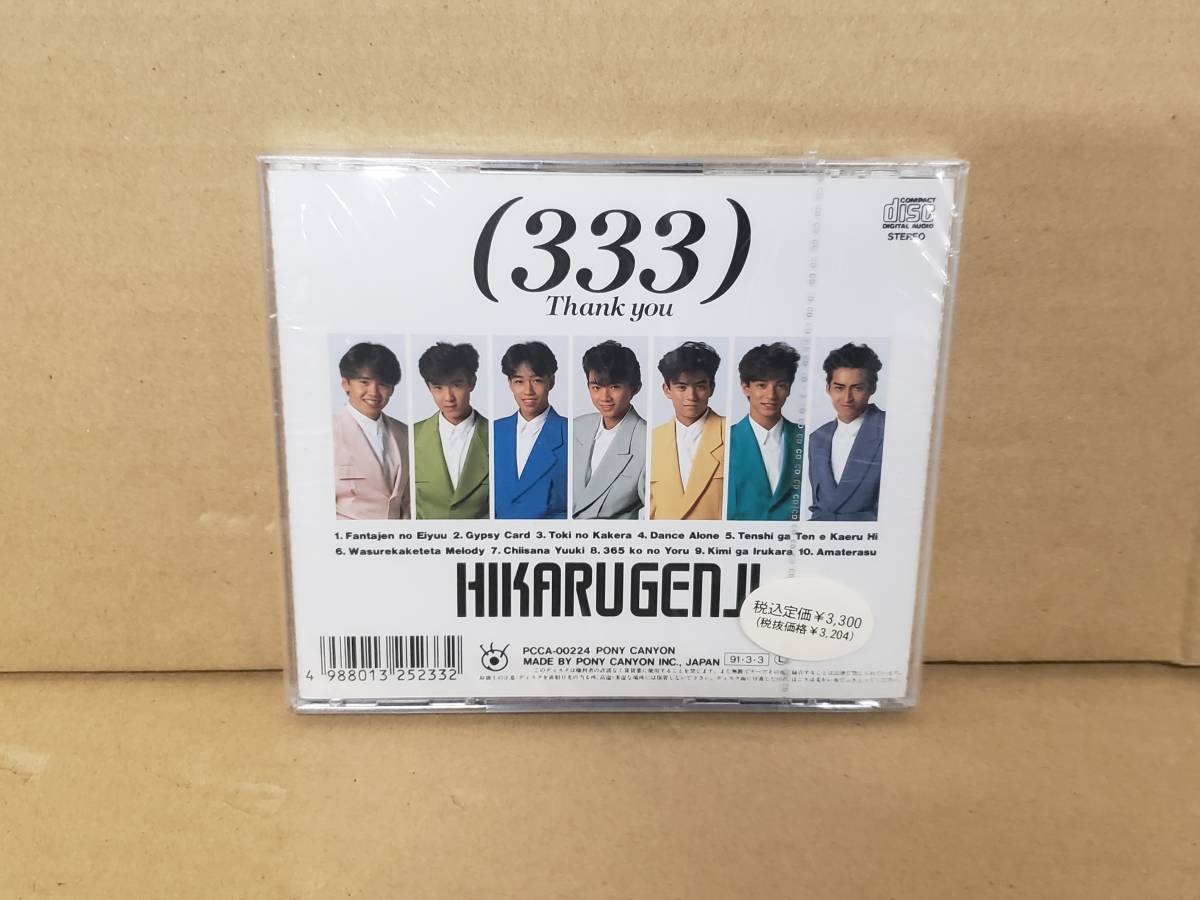 (333)
Thank you
COMPACT
disc
DIGITAL AUDIO
STEREO
1. Fantajen no Eiyuu 2. Gypsy Card 3. Toki no Kakera 4. Dance Alone 5. Tenshi ga Ten e Kaeru Hi
6. Wasurekaketeta Melody 7. Chiisana Yuuki 8. 365 ko no Yoru 9. Kimi ga Irukara 10. Amaterasu
HIKARUGENJI
税込定価¥3,300
(税抜価格¥3,204)
4 988013 252332
PCCA-00224 PONY CANYON
MADE BY PONY CANYON INC., JAPAN 91·3·3 L